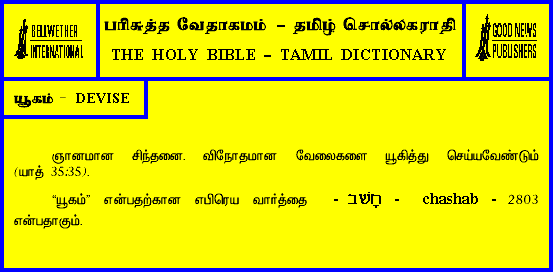 BELLWETHER
INTERNATIONAL
பரிசுத்த வேதாகமம் – தமிழ் சொல்லகராதி
THE HOLY BIBLE – TAMIL DICTIONARY
GOOD NEWS
PUBLISHERS
யூகம் – DEVISE
ஞானமான சிந்தனை. விநோதமான வேலைகளை யூகித்து செய்யவேண்டும்
(யாத் 35:35).
“யூகம்” என்பதற்கான எபிரெய வார்த்தை - חָשַׁב - chashab - 2803
என்பதாகும்.